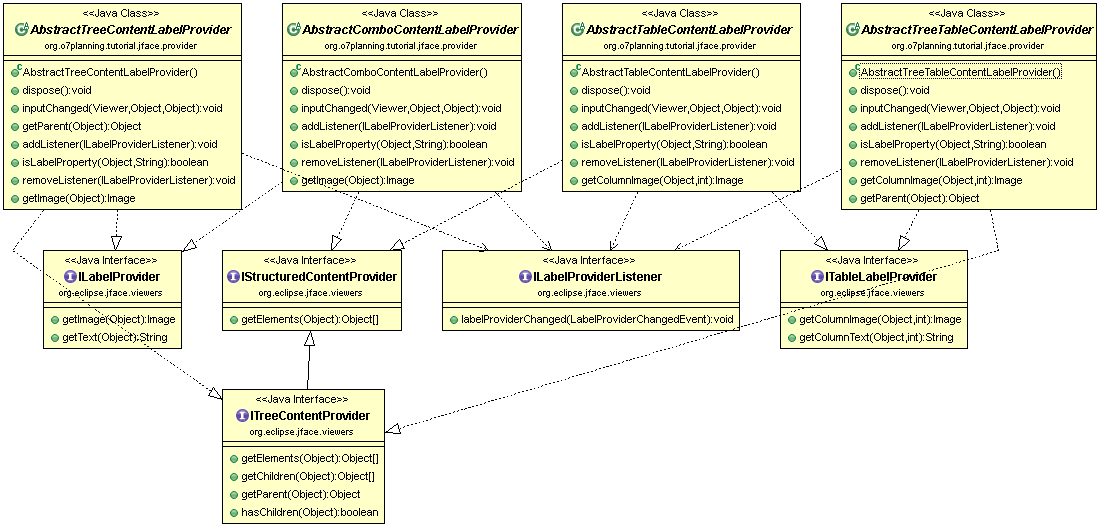 <<Java Class>>
AbstractTreeContentLabelProvider
org.o7planning.tutorial.jface.provider
AbstractTreeContentLabelProvider()
dispose():void
inputChanged(Viewer,Object,Object):void
getParent(Object):Object
addListener(ILabelProviderListener):void
isLabelProperty(Object,String):boolean
removeListener(ILabelProviderListener):void
getImage(Object):Image
<<Java Class>>
AbstractComboContentLabelProvider
org.o7planning.tutorial.jface.provider
AbstractComboContentLabelProvider()
dispose():void
inputChanged(Viewer,Object,Object):void
addListener(ILabelProviderListener):void
isLabelProperty(Object,String):boolean
removeListener(ILabelProviderListener):void
getImage(Object):Image
<<Java Class>>
AbstractTableContentLabelProvider
org.o7planning.tutorial.jface.provider
AbstractTableContentLabelProvider()
dispose():void
inputChanged(Viewer,Object,Object):void
addListener(ILabelProviderListener):void
isLabelProperty(Object,String):boolean
removeListener(ILabelProviderListener):void
getColumnImage(Object,int):Image
<<Java Class>>
AbstractTreeTableContentLabelProvider
org.o7planning.tutorial.jface.provider
AbstractTreeTableContentLabelProvider()
dispose():void
inputChanged(Viewer,Object,Object):void
addListener(ILabelProviderListener):void
isLabelProperty(Object,String):boolean
removeListener(ILabelProviderListener):void
getColumnImage(Object,int):Image
getParent(Object):Object
<<Java Interface>>
ILabelProvider
org.eclipse.jface.viewers
getImage(Object):Image
getText(Object):String
<<Java Interface>>
IStructuredContentProvider
org.eclipse.jface.viewers
getElements(Object):Object[]
<<Java Interface>>
ILabelProviderListener
org.eclipse.jface.viewers
labelProviderChanged(LabelProviderChangedEvent):void
<<Java Interface>>
ITableLabelProvider
org.eclipse.jface.viewers
getColumnImage(Object,int):Image
getColumnText(Object,int):String
<<Java Interface>>
ITreeContentProvider
org.eclipse.jface.viewers
getElements(Object):Object[]
getChildren(Object):Object[]
getParent(Object):Object
hasChildren(Object):boolean